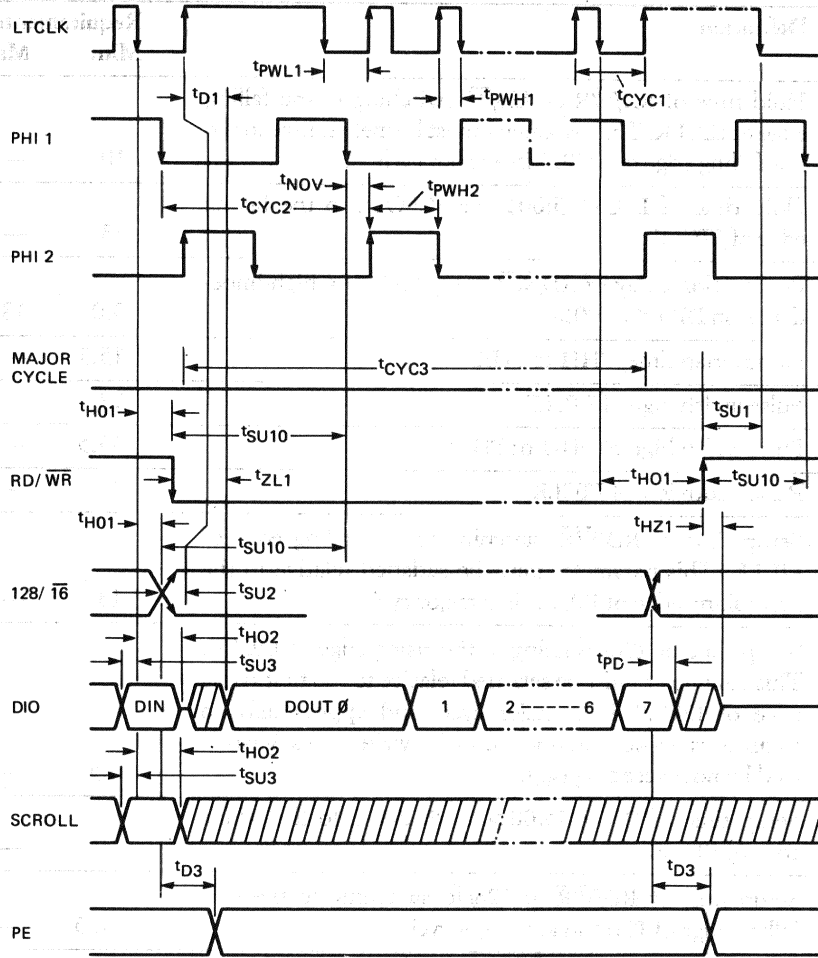 LTCLK
tPWL1
tD1
tPWH1
tCYC1
PHI 1
tNOV
tPWH2
tCYC2
PHI 2
MAJOR
CYCLE
tCYC3
tH01
tSU1
tSU10
RD/WR
tZL1
tHO1
tSU10
tH01
tHZ1
tSU10
128/16
tSU2
tHO2
tSU3
tPD
DIO
DIN
DOUT Ø
1
2 ------ 6
7
tHO2
tSU3
SCROLL
tD3
tD3
PE